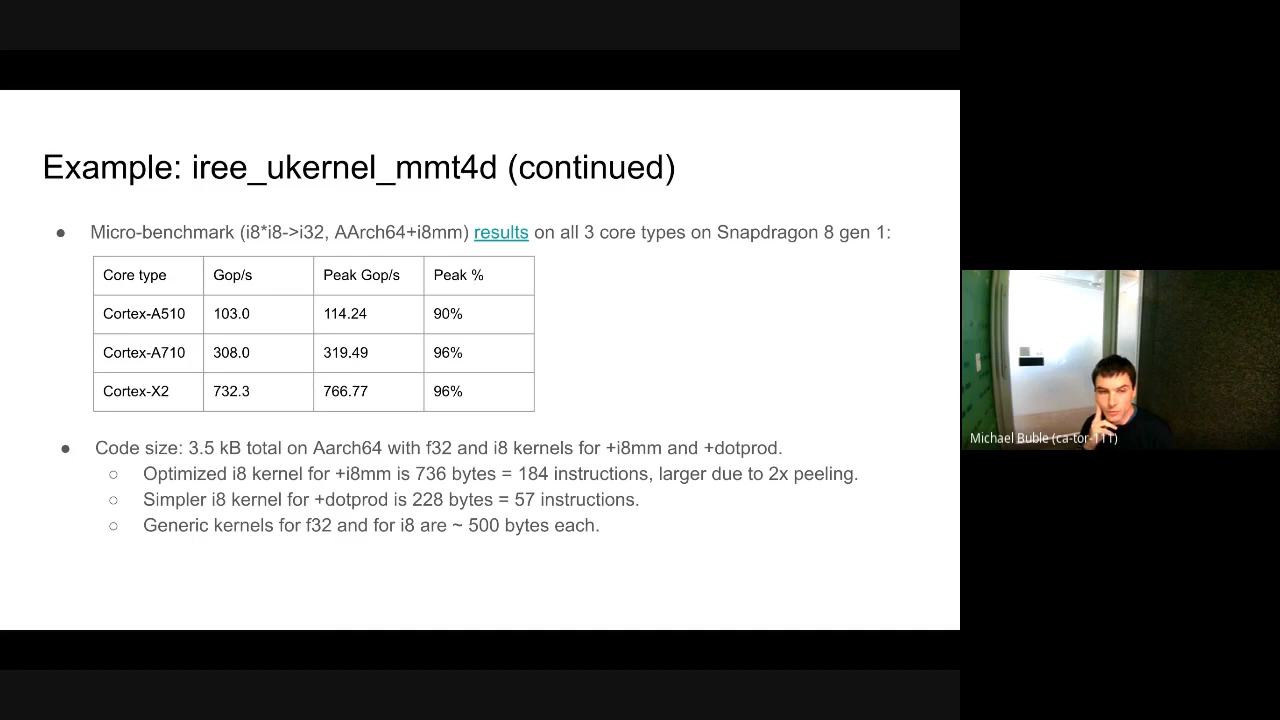 Example: iree_ukernel_mmt4d (continued)
● Micro-benchmark (i8*i8->i32, AArch64+i8mm) results on all 3 core types on Snapdragon 8 gen 1:
Core type Gop/s Peak Gop/s Peak %
Cortex-A510 103.0 114.24 90%
Cortex-A710 308.0 319.49 96%
Cortex-X2 732.3 766.77 96%
● Code size: 3.5 kB total on Aarch64 with f32 and i8 kernels for +i8mm and +dotprod.
○ Optimized i8 kernel for +i8mm is 736 bytes = 184 instructions, larger due to 2x peeling.
○ Simpler i8 kernel for +dotprod is 228 bytes = 57 instructions.
○ Generic kernels for f32 and for i8 are ~ 500 bytes each.
Michael Buble (ca-tor-111)